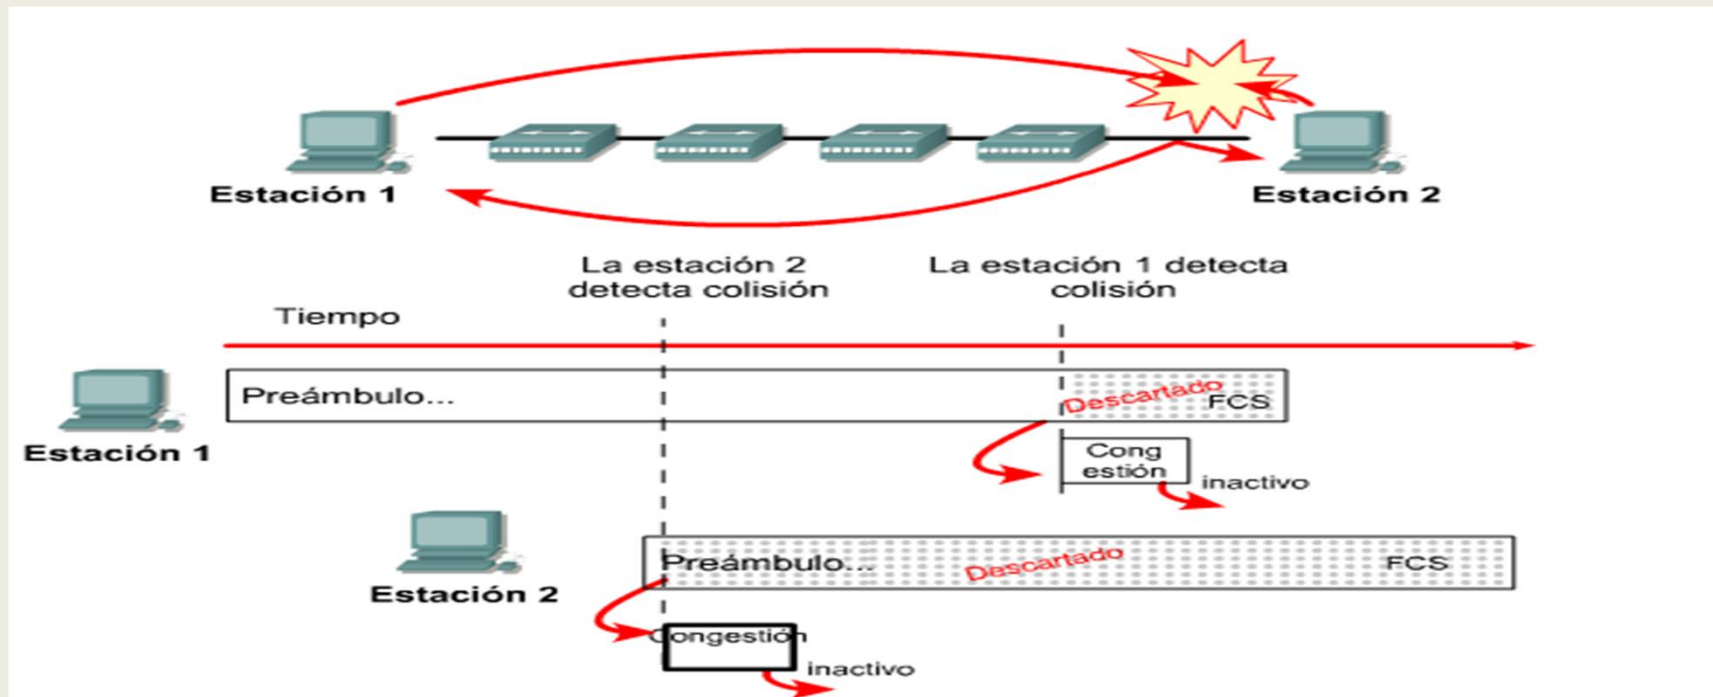 Estación 1
Estación 2
La estación 2
detecta colisión
La estación 1 detecta
colisión
Tiempo
Preámbulo...
Descartado
FCS
Estación 1
Cong
estión
inactivo
Preámbulo...
Descartado
FCS
Estación 2
Congestión
inactivo